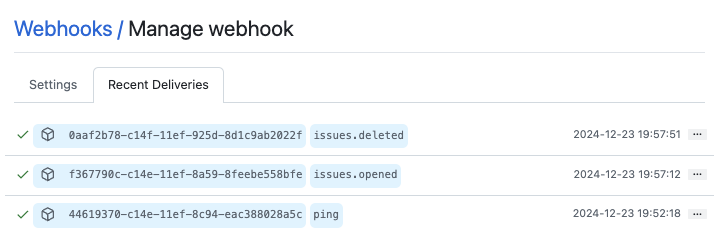 Webhooks / Manage webhook
Settings Recent Deliveries
0aaf2b78-c14f-11ef-925d-8d1c9ab2022f issues.deleted 2024-12-23 19:57:51 ...
f367790c-c14e-11ef-8a59-8feebe558bfe issues.opened 2024-12-23 19:57:12 ...
44619370-c14e-11ef-8c94-eac388028a5c ping 2024-12-23 19:52:18 ...